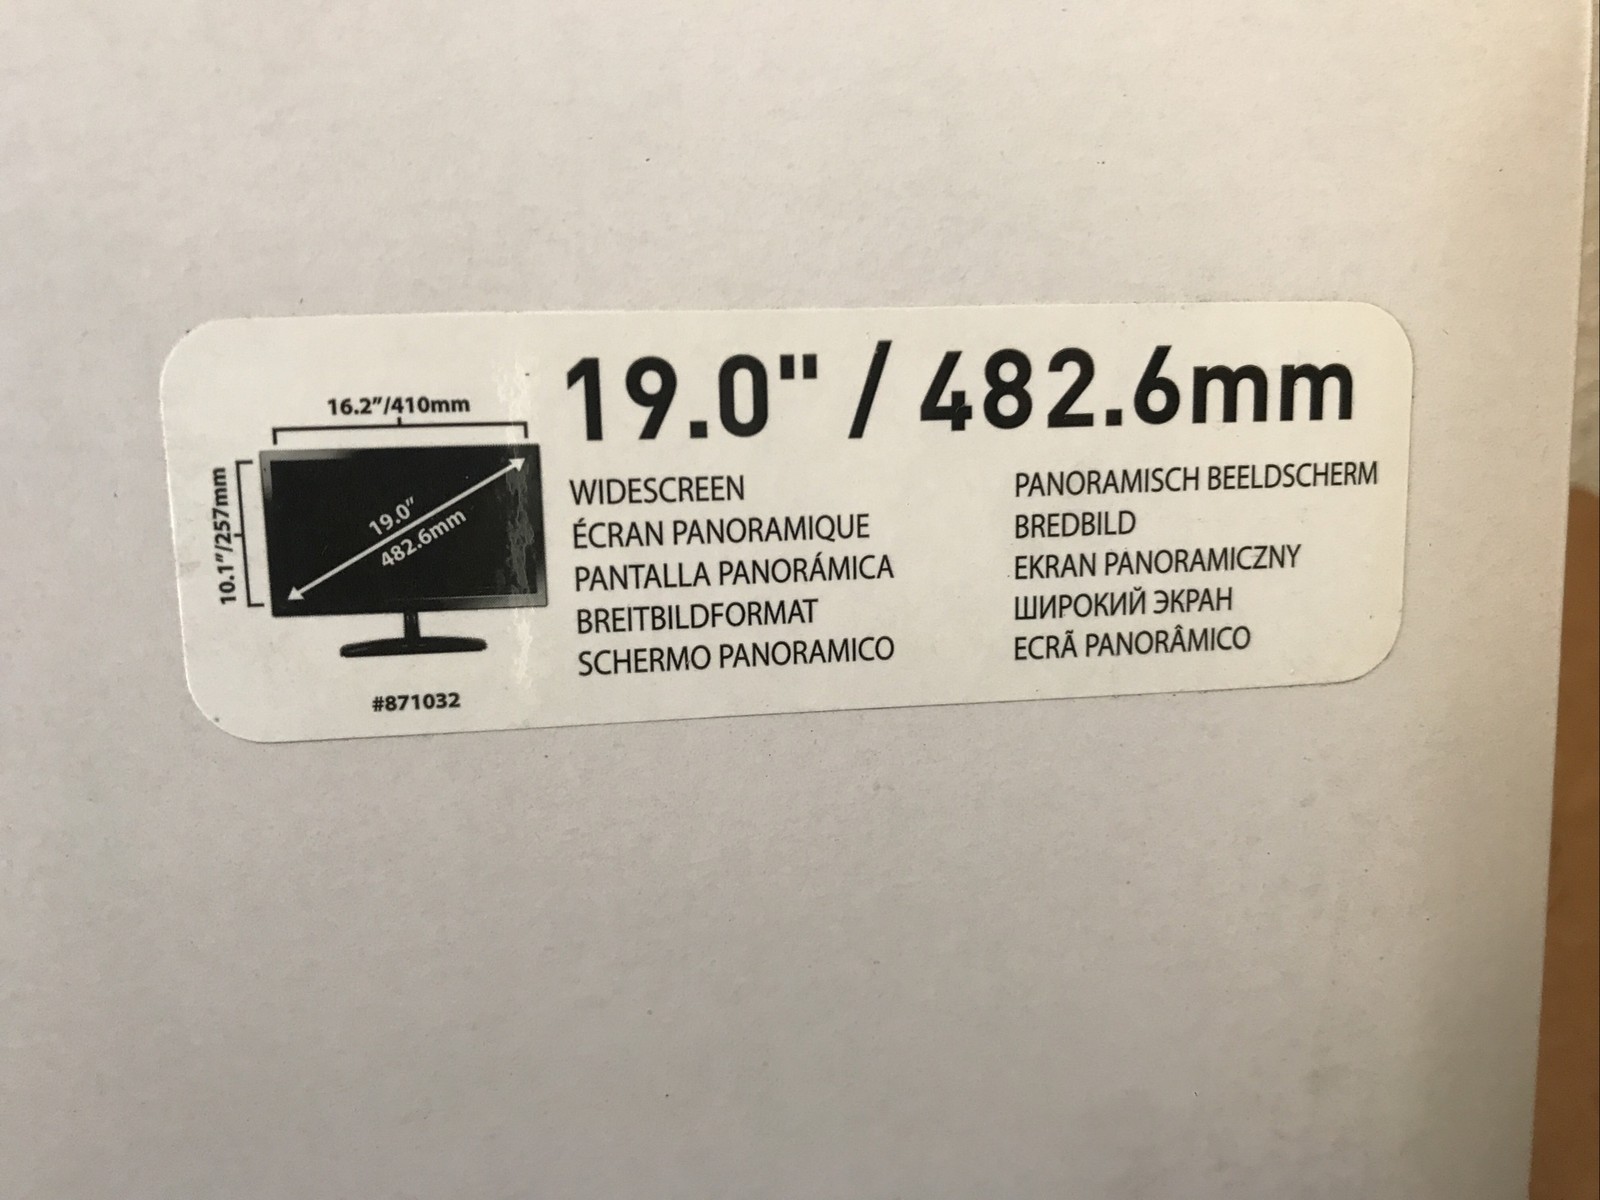 19.0" / 482.6mm
16.2"/410mm
10.1"/257mm
19.0"
482.6mm
#871032
WIDESCREEN
ÉCRAN PANORAMIQUE
PANTALLA PANORÁMICA
BREITBILDFORMAT
SCHERMO PANORAMICO
PANORAMISCH BEELDSCHERM
BREDBILD
EKRAN PANORAMICZNY
ШИРОКИЙ ЭКРАН
ECRÃ PANORÂMICO